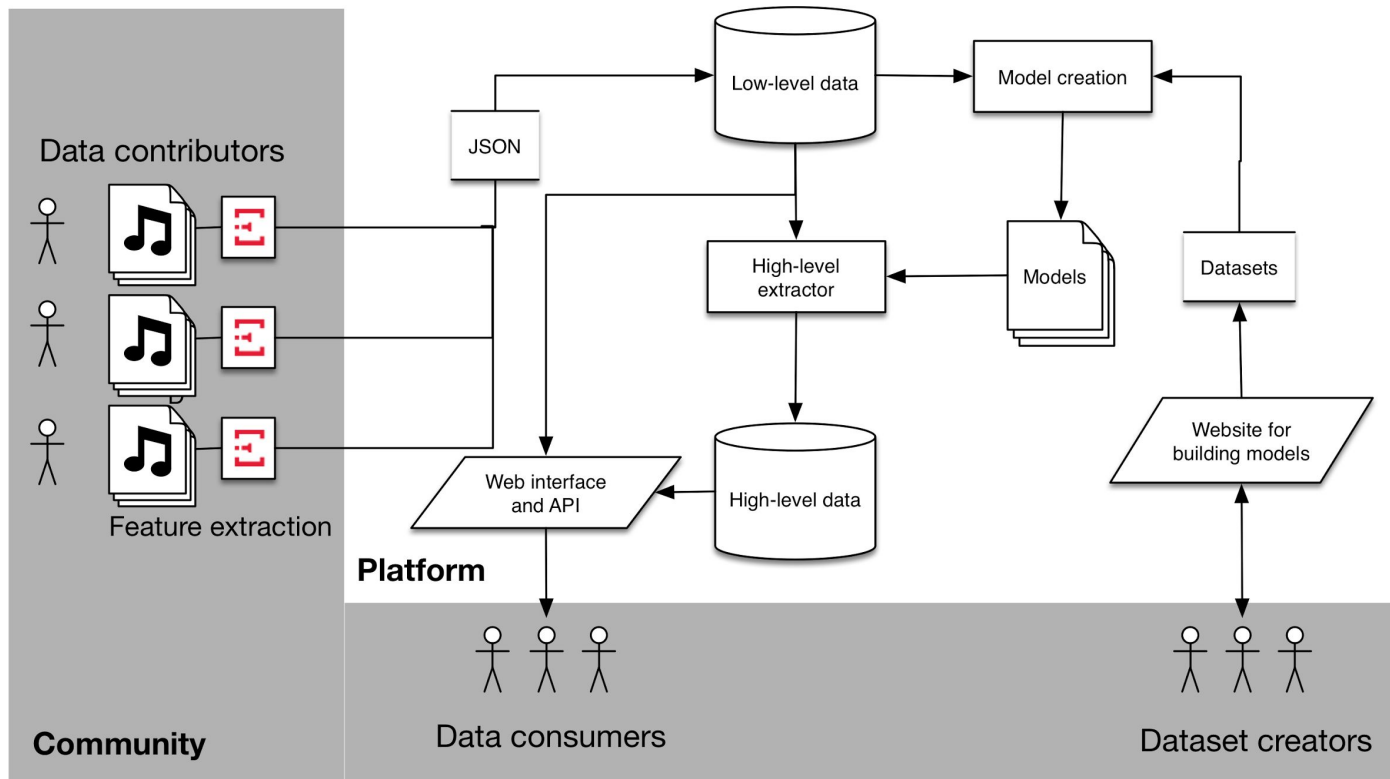 Data contributors
Feature extraction
Community
JSON
Low-level data
Model creation
High-level
extractor
Models
Datasets
Web interface
and API
High-level data
Website for
building models
Platform
Data consumers
Dataset creators